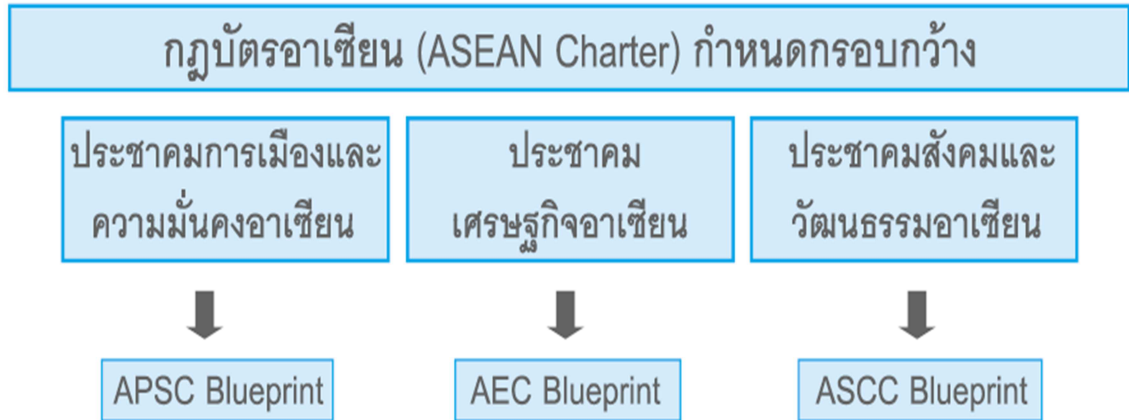 กฎบัตรอาเซียน (ASEAN Charter) กำหนดกรอบกว้าง
ประชาคมการเมืองและ
ความมั่นคงอาเซียน
ประชาคม
เศรษฐกิจอาเซียน
ประชาคมสังคมและ
วัฒนธรรมอาเซียน
APSC Blueprint
AEC Blueprint
ASCC Blueprint